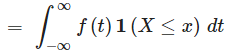 = ∫_{-∞}^{∞} f (t) 1 (X ≤ x) dt